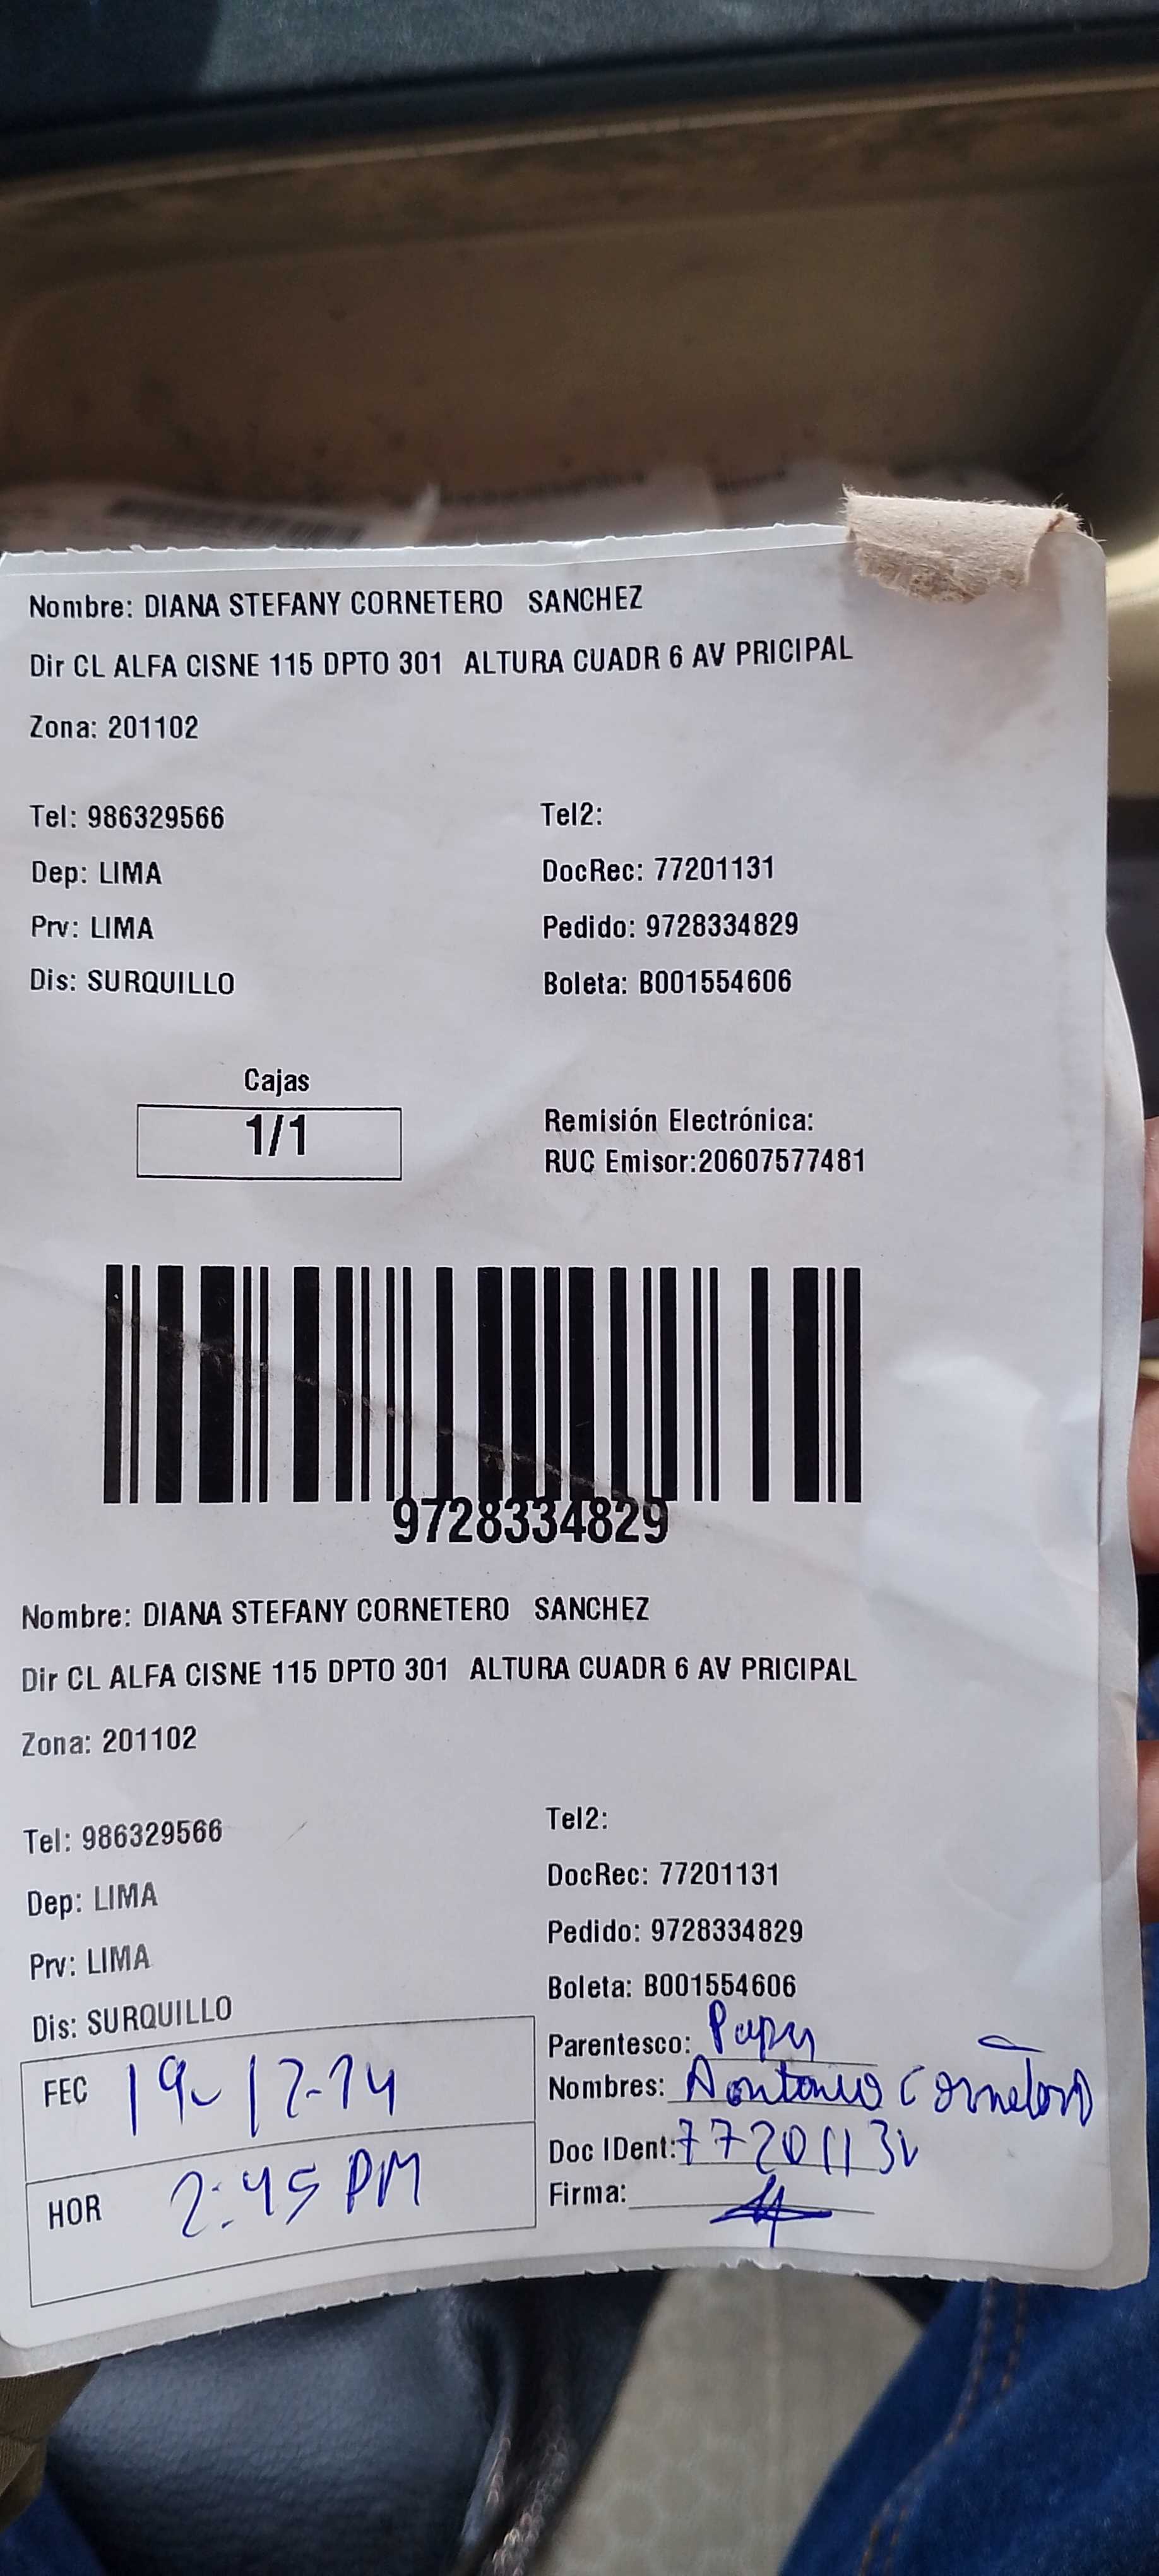 Nombre: DIANA STEFANY CORNETERO SANCHEZ
Dir CL ALFA CISNE 115 DPTO 301 ALTURA CUADR 6 AV PRICIPAL
Zona: 201102
Tel: 986329566 Tel2:
Dep: LIMA DocRec: 77201131
Prv: LIMA Pedido: 9728334829
Dis: SURQUILLO Boleta: B001554606
Cajas
1/1
Remisión Electrónica:
RUC Emisor:20607577481
9728334829
Nombre: DIANA STEFANY CORNETERO SANCHEZ
Dir CL ALFA CISNE 115 DPTO 301 ALTURA CUADR 6 AV PRICIPAL
Zona: 201102
Tel: 986329566 Tel2:
Dep: LIMA DocRec: 77201131
Prv: LIMA Pedido: 9728334829
Dis: SURQUILLO Boleta: B001554606
Parentesco:
FEC Nombres:
Doc IDent:
HOR 2:45 PM Firma: